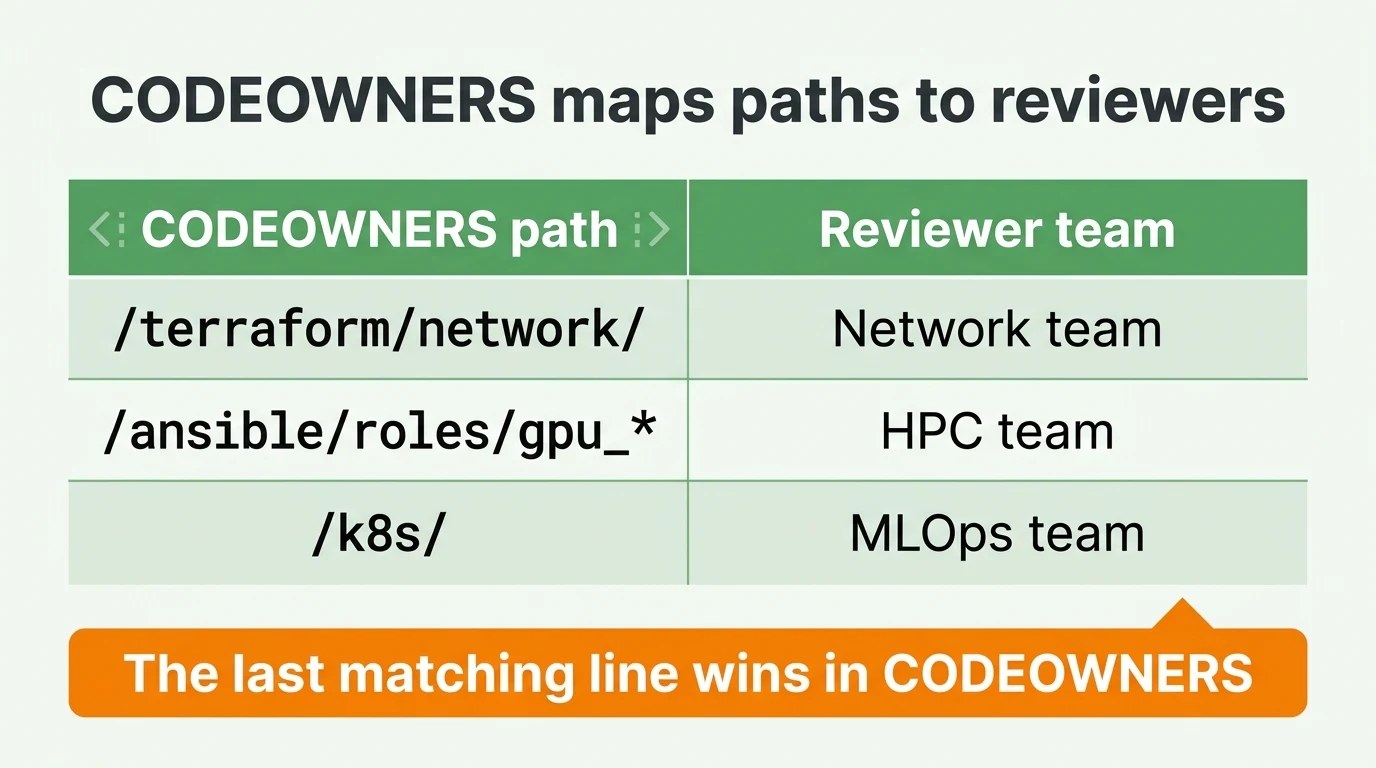 CODEOWNERS maps paths to reviewers
CODEOWNERS path
Reviewer team
/terraform/network/
Network team
/ansible/roles/gpu_*
HPC team
/k8s/
MLOps team
The last matching line wins in CODEOWNERS